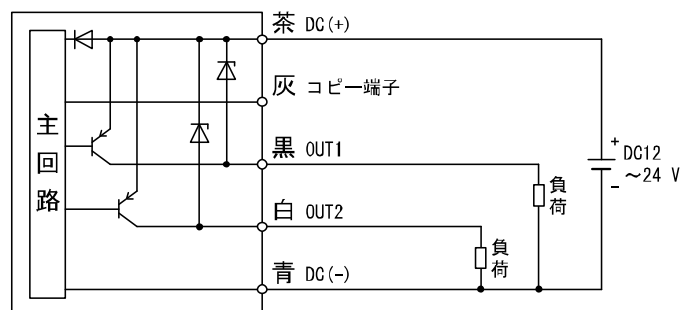 茶 DC(+)
灰 コピー端子
主回路
黒 OUT1
+
DC12
～24 V
-
負荷
白 OUT2
負荷
青 DC(-)